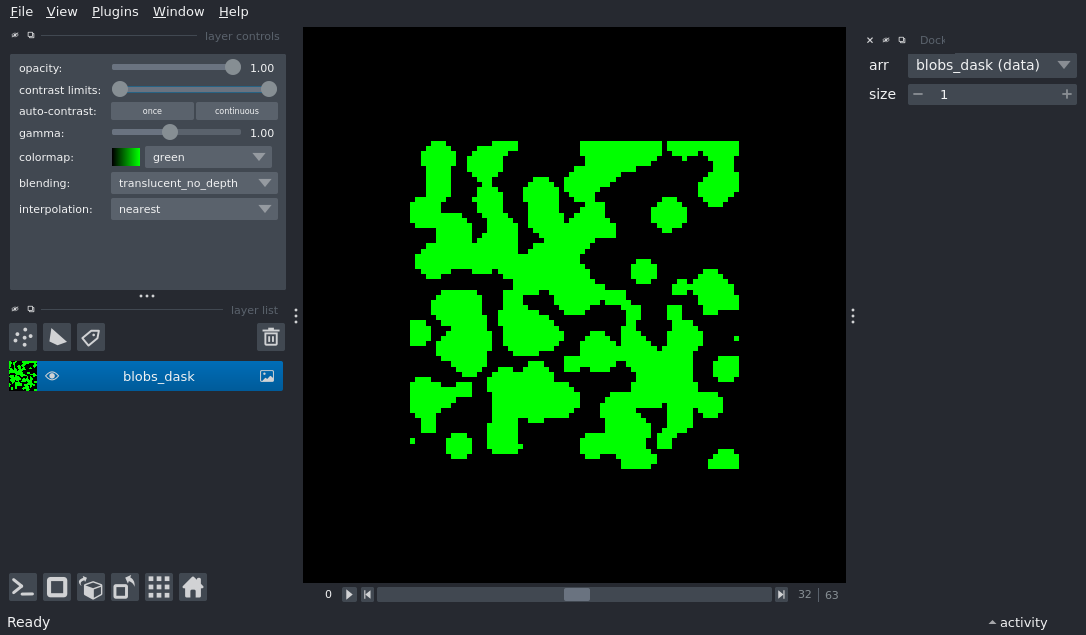 File View Plugins Window Help
layer controls
opacity: 1.00
contrast limits:
auto-contrast: once continuous
gamma: 1.00
colormap: green
blending: translucent_no_depth
interpolation: nearest
layer list
blobs_dask
0 32 63
Ready
Dock
arr blobs_dask (data)
size 1
activity